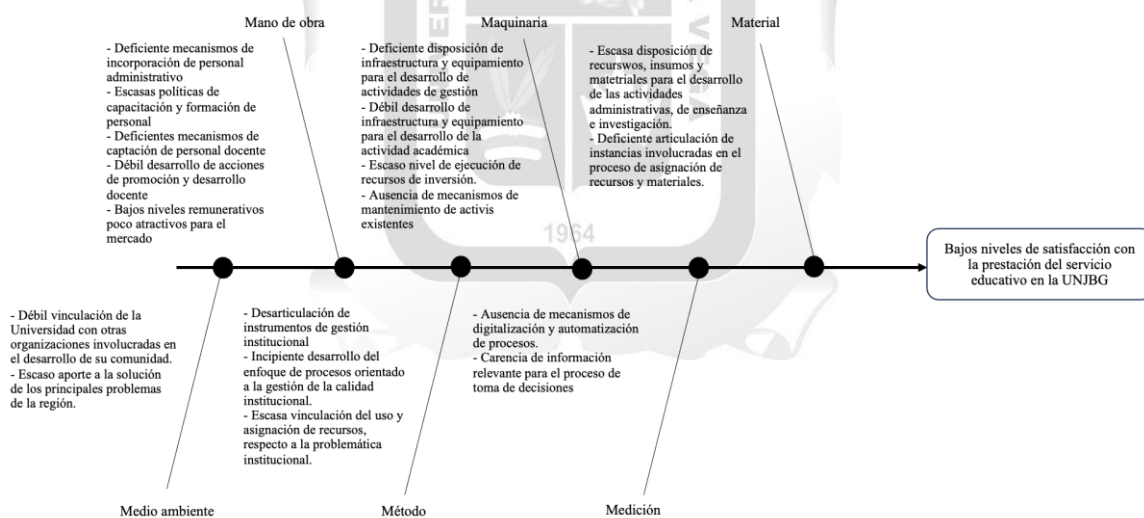 Mano de obra
- Deficiente mecanismos de
incorporación de personal
administrativo
- Escasas políticas de
capacitación y formación de
personal
- Deficientes mecanismos de
captación de personal docente
- Débil desarrollo de acciones
de promoción y desarrollo
docente
- Bajos niveles remunerativos
poco atractivos para el
mercado
Maquinaria
- Deficiente disposición de
infraestructura y equipamiento
para el desarrollo de
actividades de gestión
- Débil desarrollo de
infraestructura y equipamiento
para el desarrollo de la
actividad académica
- Escaso nivel de ejecución de
recursos de inversión.
- Ausencia de mecanismos de
mantenimiento de activis
existentes
Material
- Escasa disposición de
recurswos, insumos y
matetriales para el desarrollo
de las actividades
administrativas, de enseñanza
e investigación.
- Deficiente articulación de
instancias involucradas en el
proceso de asignación de
recursos y materiales.
VEGA
1964
Bajos niveles de satisfacción con
la prestación del servicio
educativo en la UNJBG
- Débil vinculación de la
Universidad con otras
organizaciones involucradas en
el desarrollo de su comunidad.
- Escaso aporte a la solución
de los principales problemas
de la región.
Medio ambiente
- Desarticulación de
instrumentos de gestión
institucional
- Incipiente desarrollo del
enfoque de procesos orientado
a la gestión de la calidad
institucional.
- Escasa vinculación del uso y
asignación de recursos,
respecto a la problemática
institucional.
Método
- Ausencia de mecanismos de
digitalización y automatización
de procesos.
- Carencia de información
relevante para el proceso de
toma de decisiones
Medición